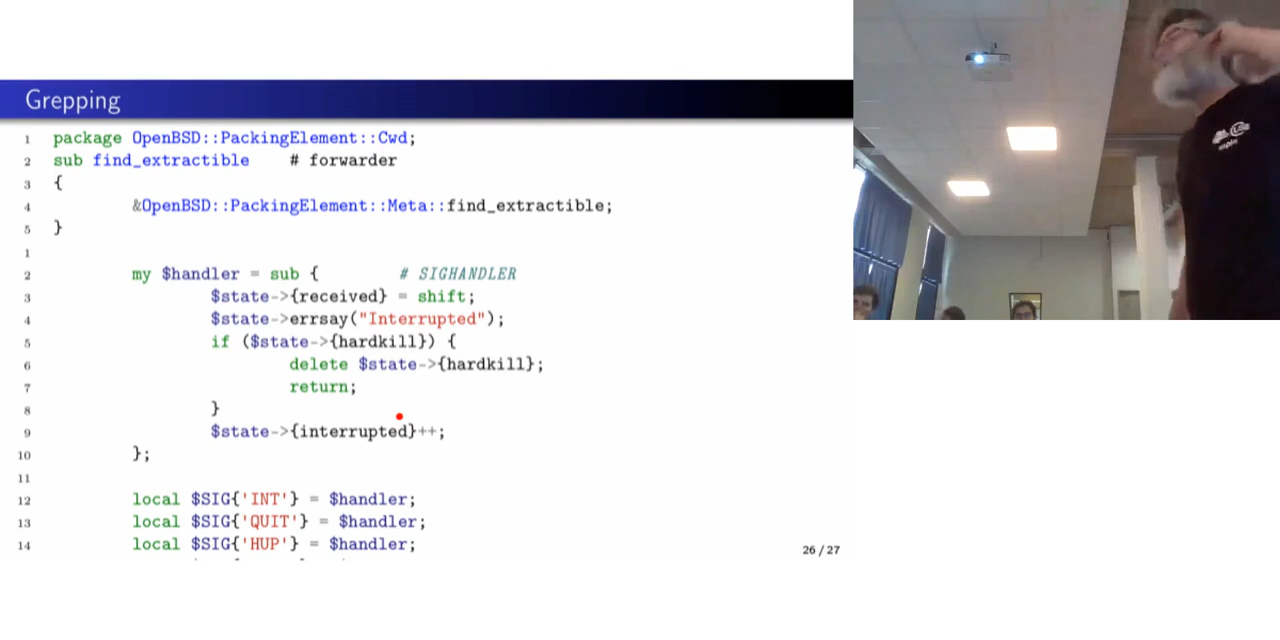 Grepping
1 package OpenBSD::PackingElement::Cwd;
2 sub find_extractible # forwarder
3 {
4 &OpenBSD::PackingElement::Meta::find_extractible;
5 }
1
2 my $handler = sub { # SIGHANDLER
3 $state->{received} = shift;
4 $state->errsay("Interrupted");
5 if ($state->{hardkill}) {
6 delete $state->{hardkill};
7 return;
8 }
9 $state->{interrupted}++;
10 };
11
12 local $SIG{'INT'} = $handler;
13 local $SIG{'QUIT'} = $handler;
14 local $SIG{'HUP'} = $handler;
26 / 27